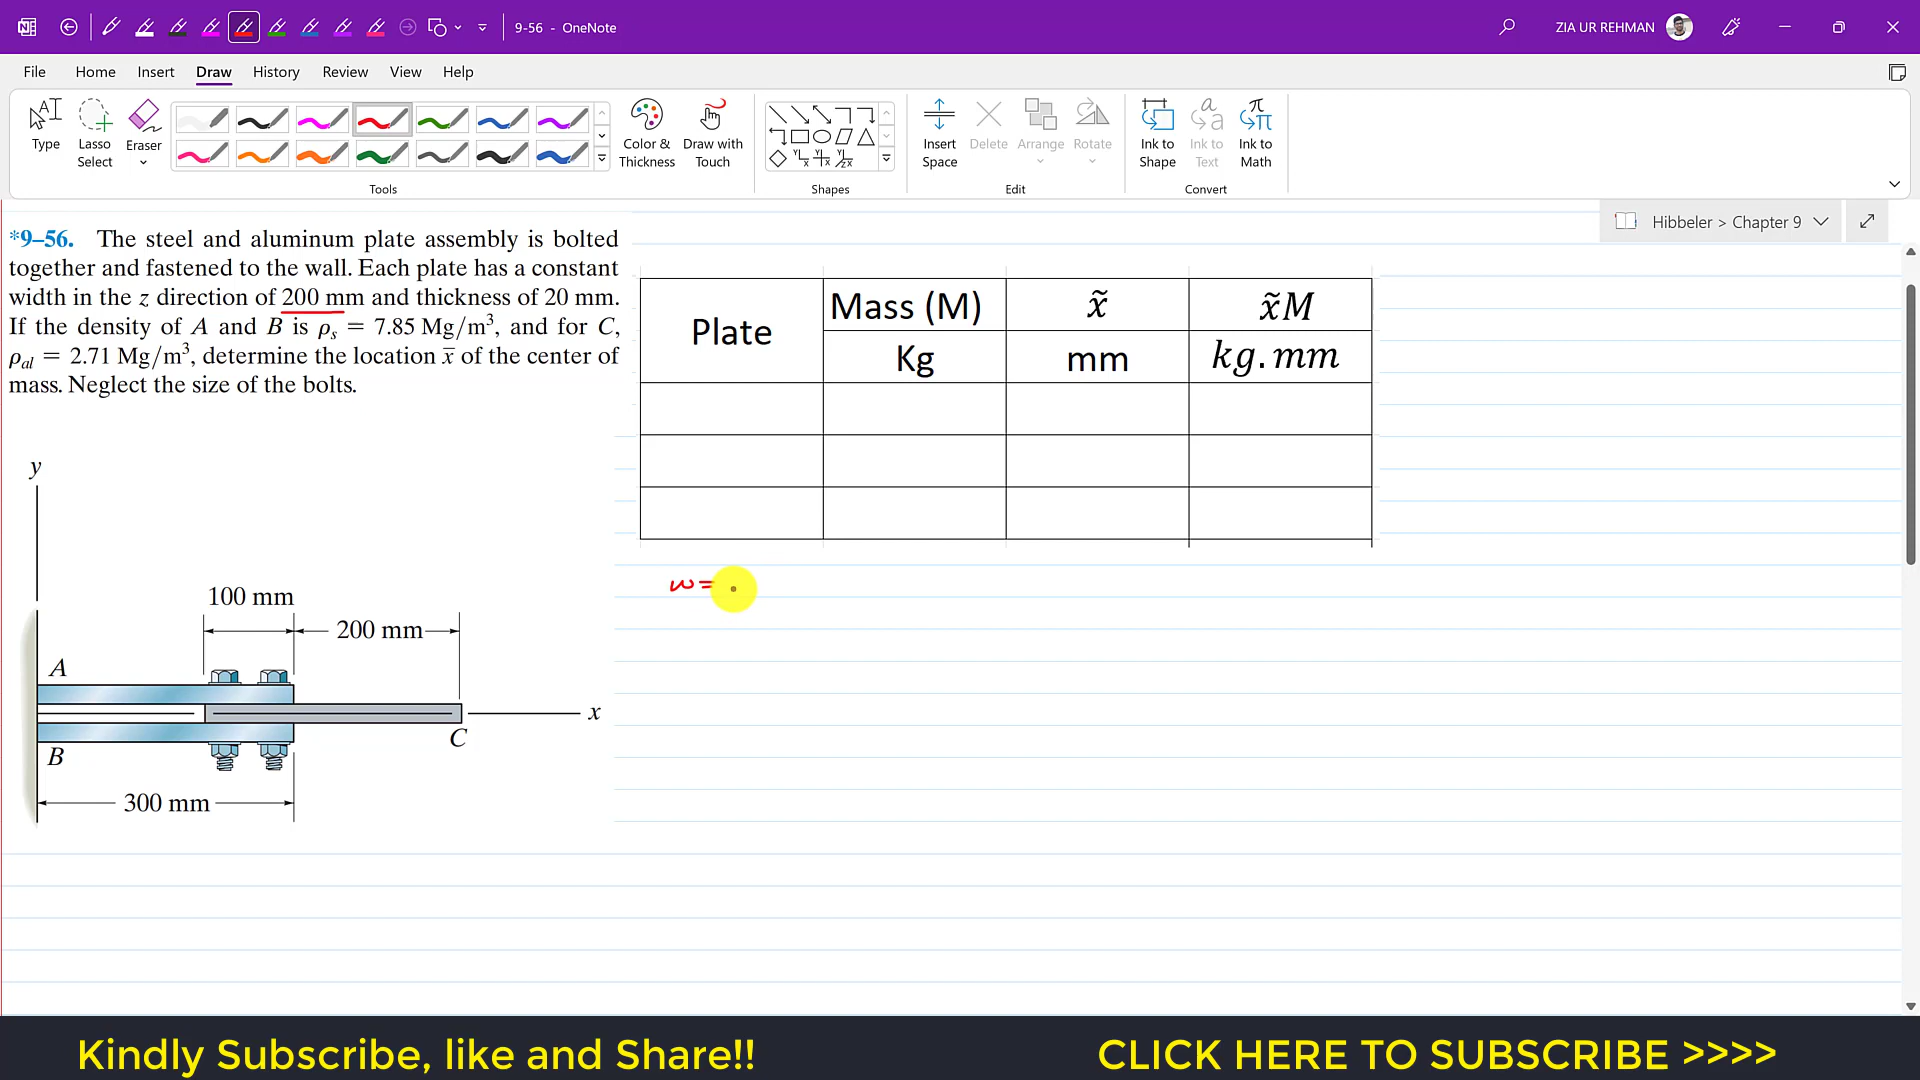 9-56 - OneNote
ZIA UR REHMAN
File Home Insert Draw History Review View Help
Type
Lasso Select
Eraser
Color & Thickness
Draw with Touch
Insert Space
Delete
Arrange
Rotate
Ink to Shape
Ink to Text
Ink to Math
Tools
Shapes
Edit
Convert
Hibbeler > Chapter 9
*9–56. The steel and aluminum plate assembly is bolted
together and fastened to the wall. Each plate has a constant
width in the z direction of 200 mm and thickness of 20 mm.
If the density of A and B is ρs = 7.85 Mg/m³, and for C,
ρal = 2.71 Mg/m³, determine the location x̄ of the center of
mass. Neglect the size of the bolts.
Plate
Mass (M) x̃ x̃M
Kg mm kg.mm
w=
y
100 mm
200 mm
A
x
C
B
300 mm
Kindly Subscribe, like and Share!!
CLICK HERE TO SUBSCRIBE >>>>